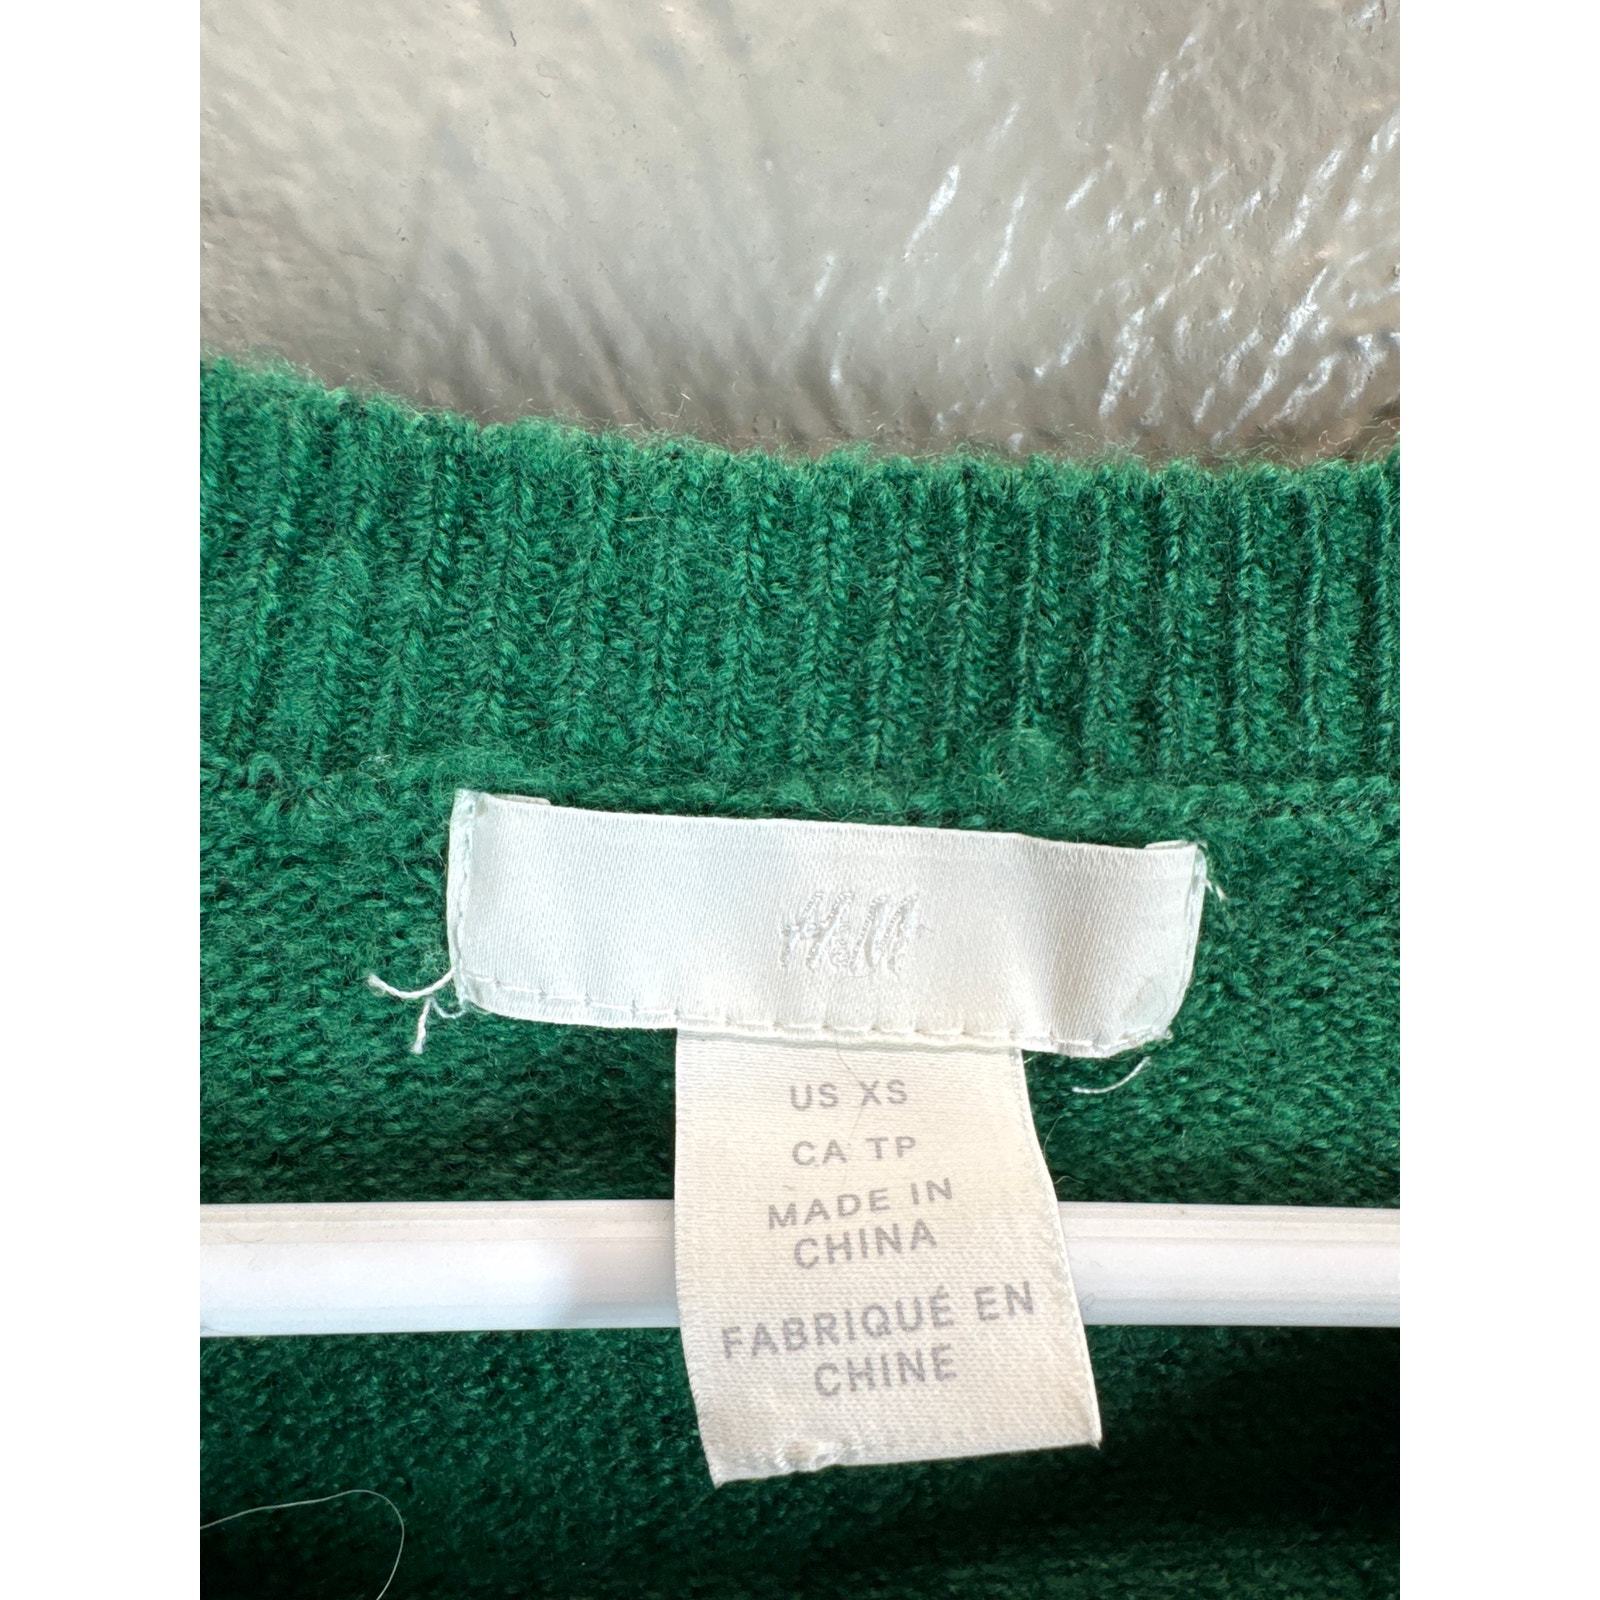 H&M
US XS
CA TP
MADE IN
CHINA
FABRIQUÉ EN
CHINE